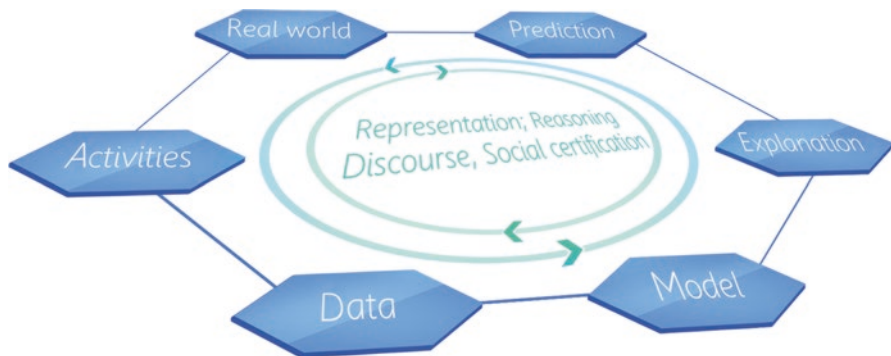 Real world
Prediction
Representation; Reasoning
Discourse, Social certification
Activities
Explanation
Data
Model